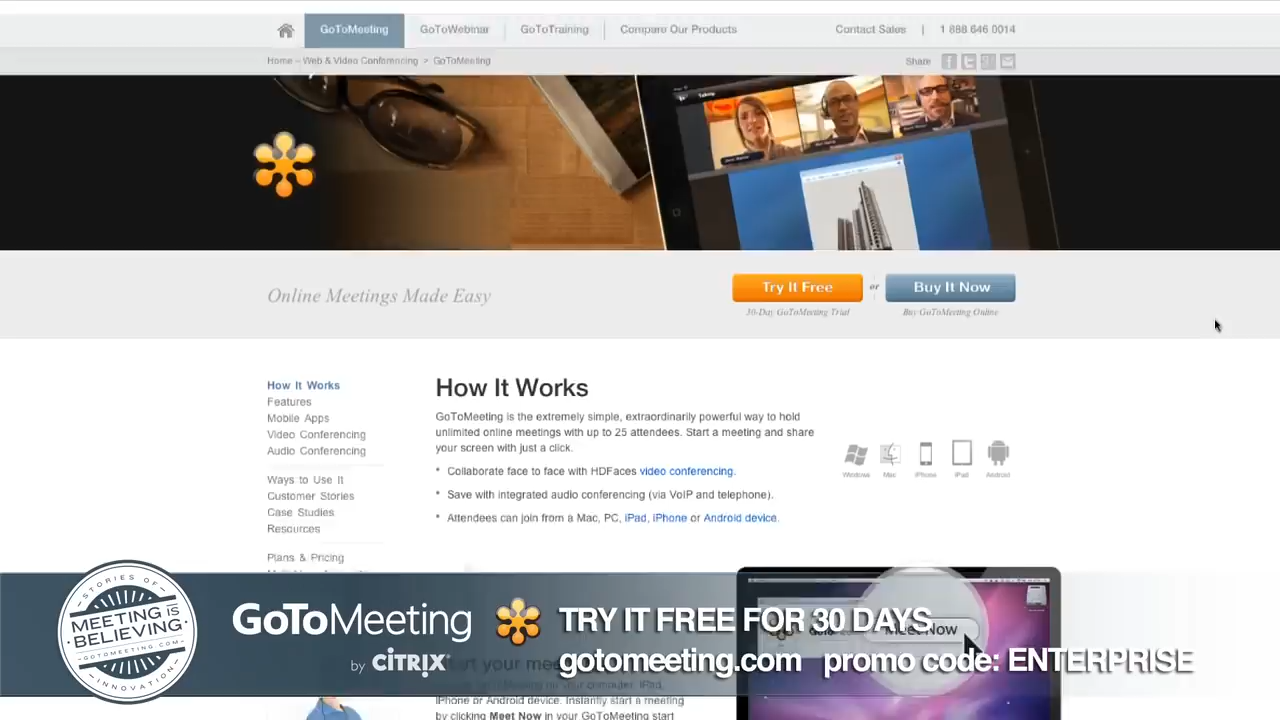 GoToMeeting
GoToWebinar
GoToTraining
Compare Our Products
Contact Sales | 1 888 646 0014
Home – Web & Video Conferencing > GoToMeeting
Share
Online Meetings Made Easy
Try It Free
or
Buy It Now
30-Day GoToMeeting Trial
Buy GoToMeeting Online
How It Works
Features
Mobile Apps
Video Conferencing
Audio Conferencing
Ways to Use It
Customer Stories
Case Studies
Resources
Plans & Pricing
How It Works
GoToMeeting is the extremely simple, extraordinarily powerful way to hold
unlimited online meetings with up to 25 attendees. Start a meeting and share
your screen with just a click.
* Collaborate face to face with HDFaces video conferencing.
* Save with integrated audio conferencing (via VoIP and telephone).
* Attendees can join from a Mac, PC, iPad, iPhone or Android device.
Windows
Mac
iPhone
iPad
Android
STORIES OF
MEETING IS
BELIEVING
GOTOMEETING.COM
INNOVATION
GoToMeeting
by CITRIX
TRY IT FREE FOR 30 DAYS
gotomeeting.com promo code: ENTERPRISE
Meet Now
iPhone or Android device. Instantly start a meeting
by clicking Meet Now in your GoToMeeting start